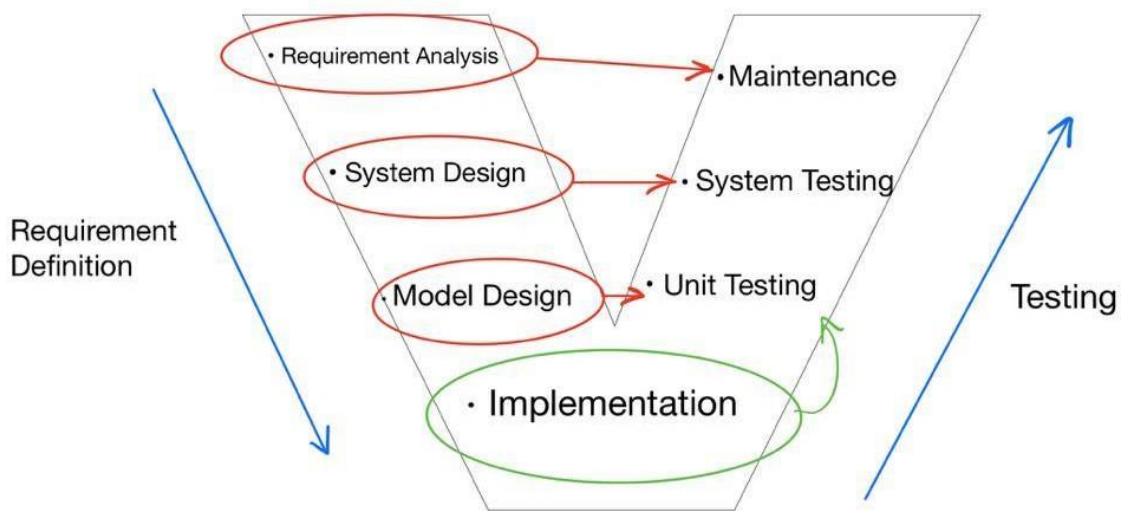 • Requirement Analysis
• Maintenance
• System Design
• System Testing
Requirement
Definition
• Model Design
• Unit Testing
Testing
• Implementation